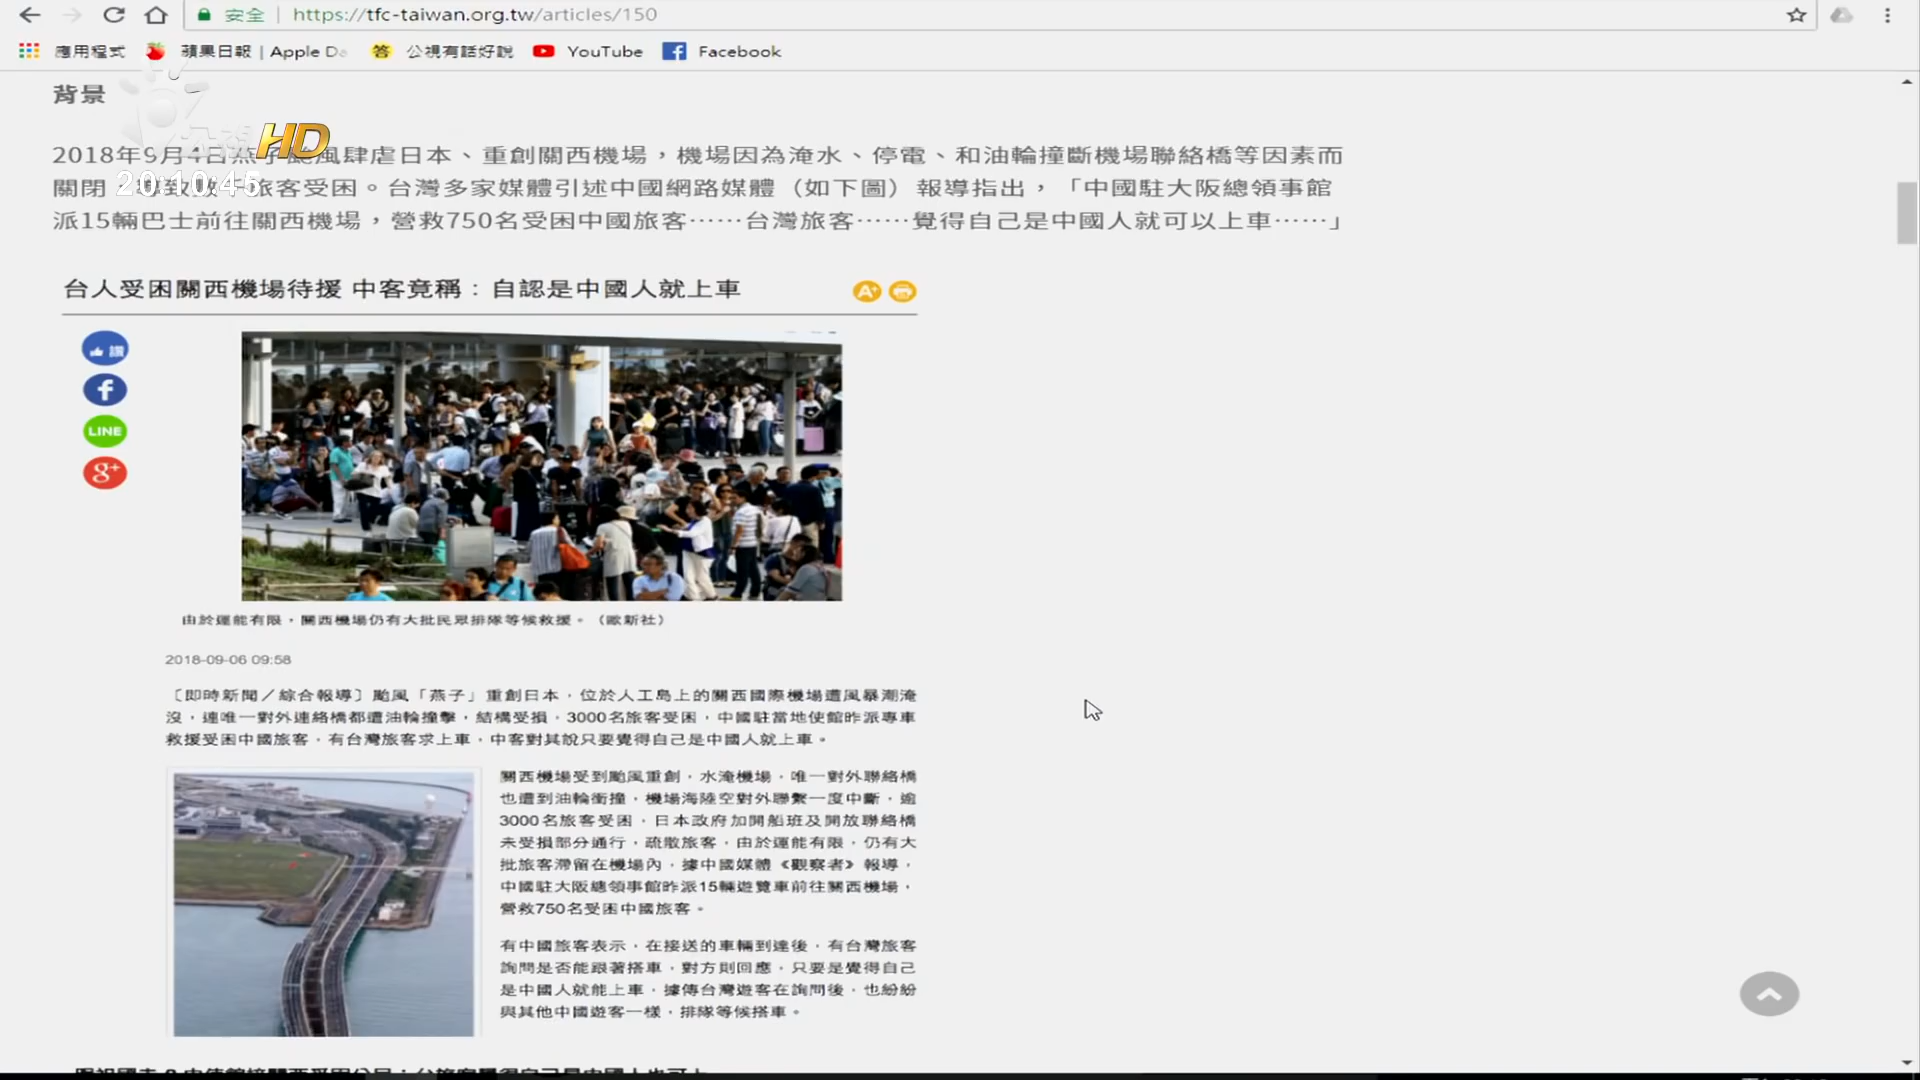 安全 https://tfc-taiwan.org.tw/articles/150
應用程式 蘋果日報 | Apple Da 公視有話好說 YouTube Facebook
背景
公視 HD
2018年9月4日燕子颱風肆虐日本、重創關西機場，機場因為淹水、停電、和油輪撞斷機場聯絡橋等因素而
20:10:45
關閉，導致數千旅客受困。台灣多家媒體引述中國網路媒體（如下圖）報導指出，「中國駐大阪總領事館
派15輛巴士前往關西機場，營救750名受困中國旅客……台灣旅客……覺得自己是中國人就可以上車……」
台人受困關西機場待援 中客竟稱：自認是中國人就上車
A+
讚
f
LINE
g+
由於運能有限，關西機場仍有大批民眾排隊等候救援。（歐新社）
2018-09-06 09:58
〔即時新聞／綜合報導〕颱風「燕子」重創日本，位於人工島上的關西國際機場遭風暴潮淹
沒，連唯一對外連絡橋都遭油輪撞擊，結構受損，3000名旅客受困，中國駐當地使館昨派專車
救援受困中國旅客，有台灣旅客求上車，中客對其說只要覺得自己是中國人就上車。
關西機場受到颱風重創，水淹機場，唯一對外聯絡橋
也遭到油輪衝撞，機場海陸空對外聯繫一度中斷，逾
3000名旅客受困，日本政府加開船班及開放聯絡橋
未受損部分通行，疏散旅客，由於運能有限，仍有大
批旅客滯留在機場內，據中國媒體《觀察者》報導，
中國駐大阪總領事館昨派15輛遊覽車前往關西機場，
營救750名受困中國旅客。
有中國旅客表示，在接送的車輛到達後，有台灣旅客
詢問是否能跟著搭車，對方則回應，只要是覺得自己
是中國人就能上車，據傳台灣遊客在詢問後，也紛紛
與其他中國遊客一樣，排隊等候搭車。